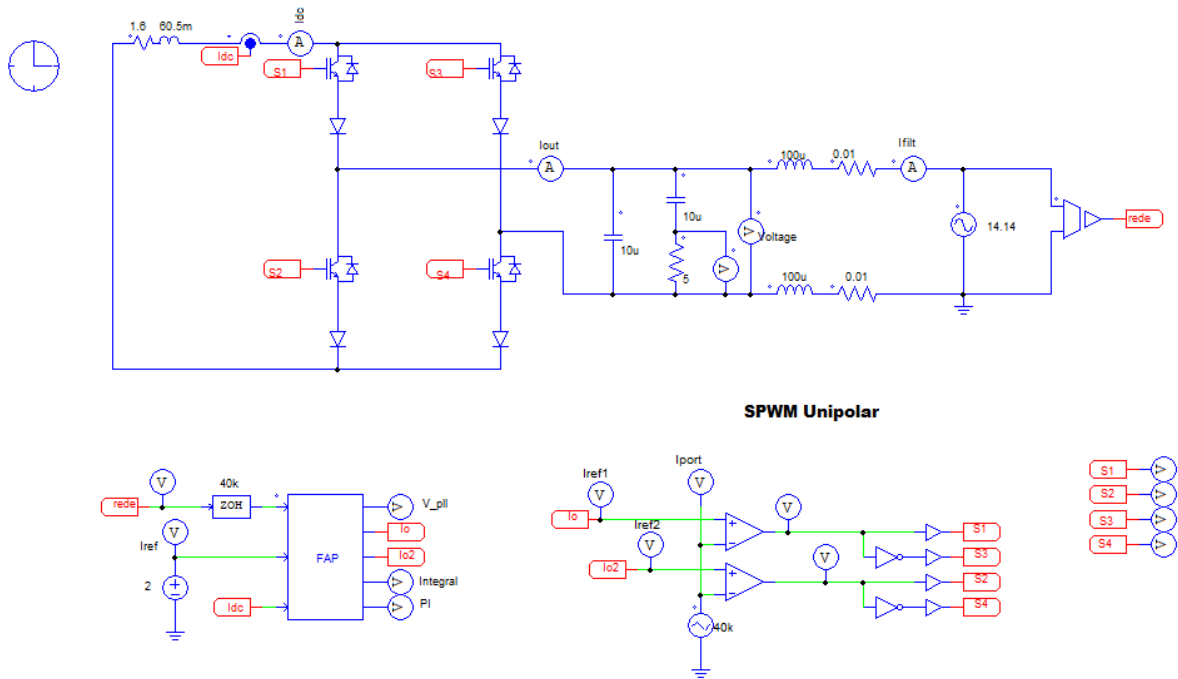 1.6 60.5m
Idc
Idc
A
S1
S3
Iout
A
100u
0.01
Ifilt
A
10u
10u
V
Voltage
V
5
14.14
rede
S2
S4
100u
0.01
SPWM Unipolar
V
40k
rede
ZOH
V
V_pll
Iref
V
Io
FAP
Io2
2
V
Integral
Idc
V
PI
Iport
Iref1
V
V
V
Io
Iref2
V
S1
V
S3
Io2
S2
S4
40k
S1
V
S2
V
S3
V
S4
V